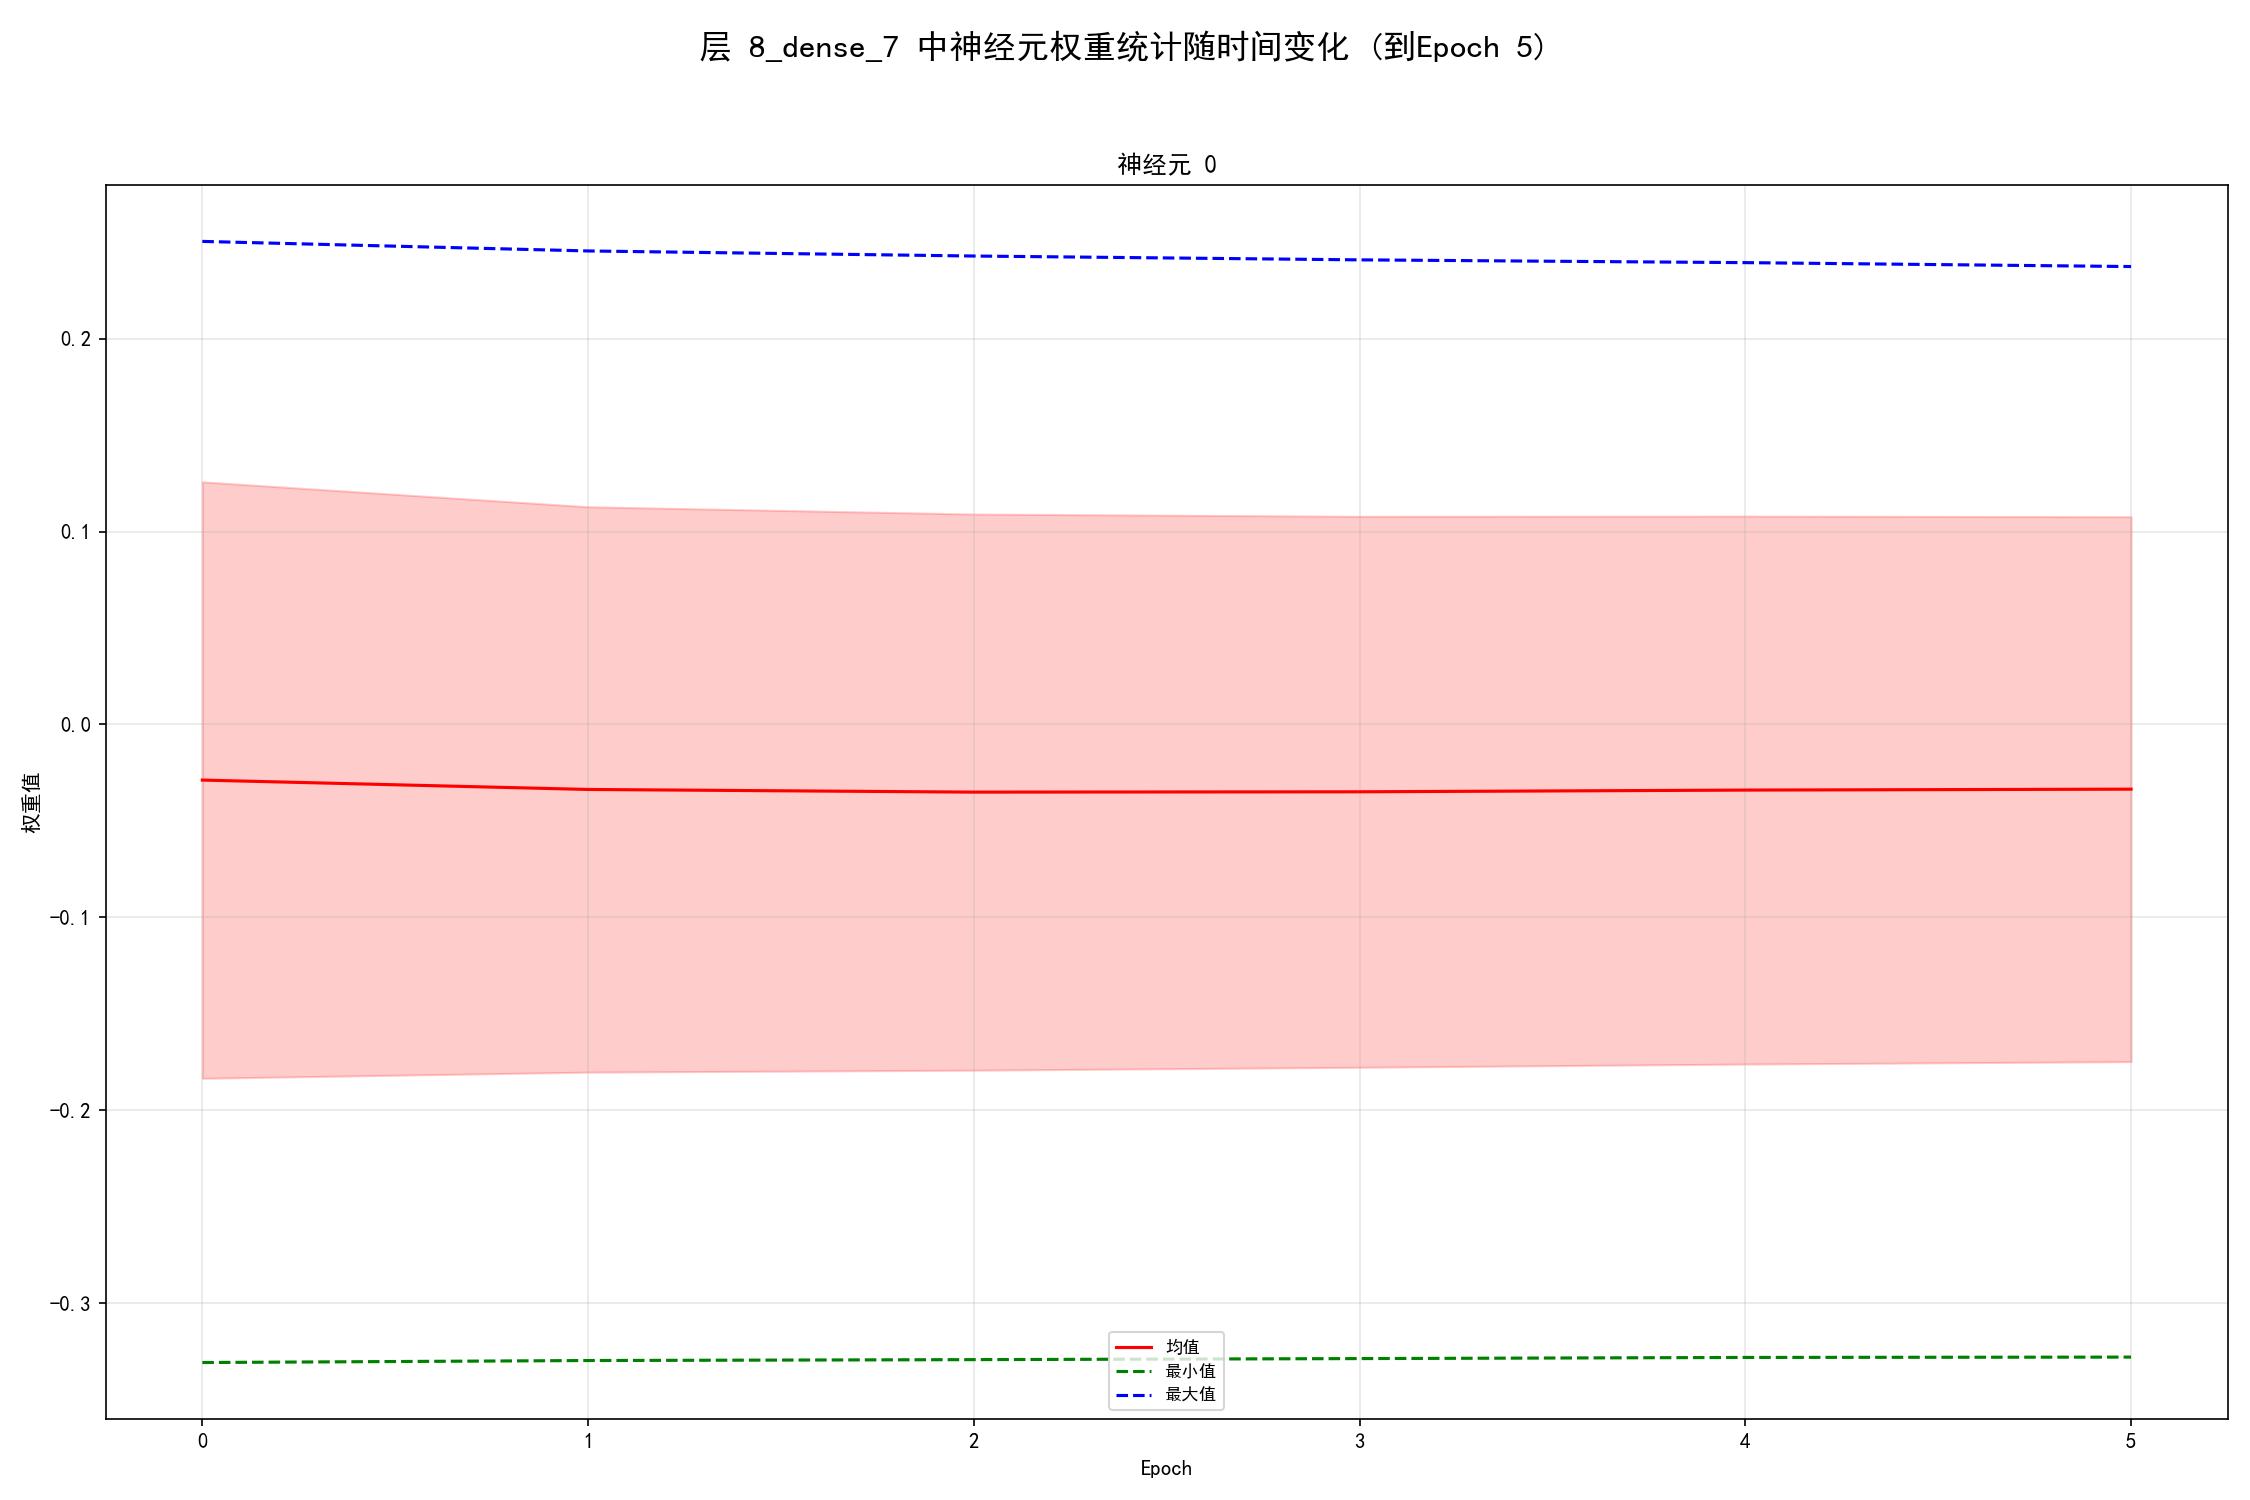 层 8_dense_7 中神经元权重统计随时间变化 (到Epoch 5)
神经元 0
0.2
0.1
0.0
−0.1
−0.2
−0.3
权重值
均值
最小值
最大值
0 1 2 3 4 5
Epoch